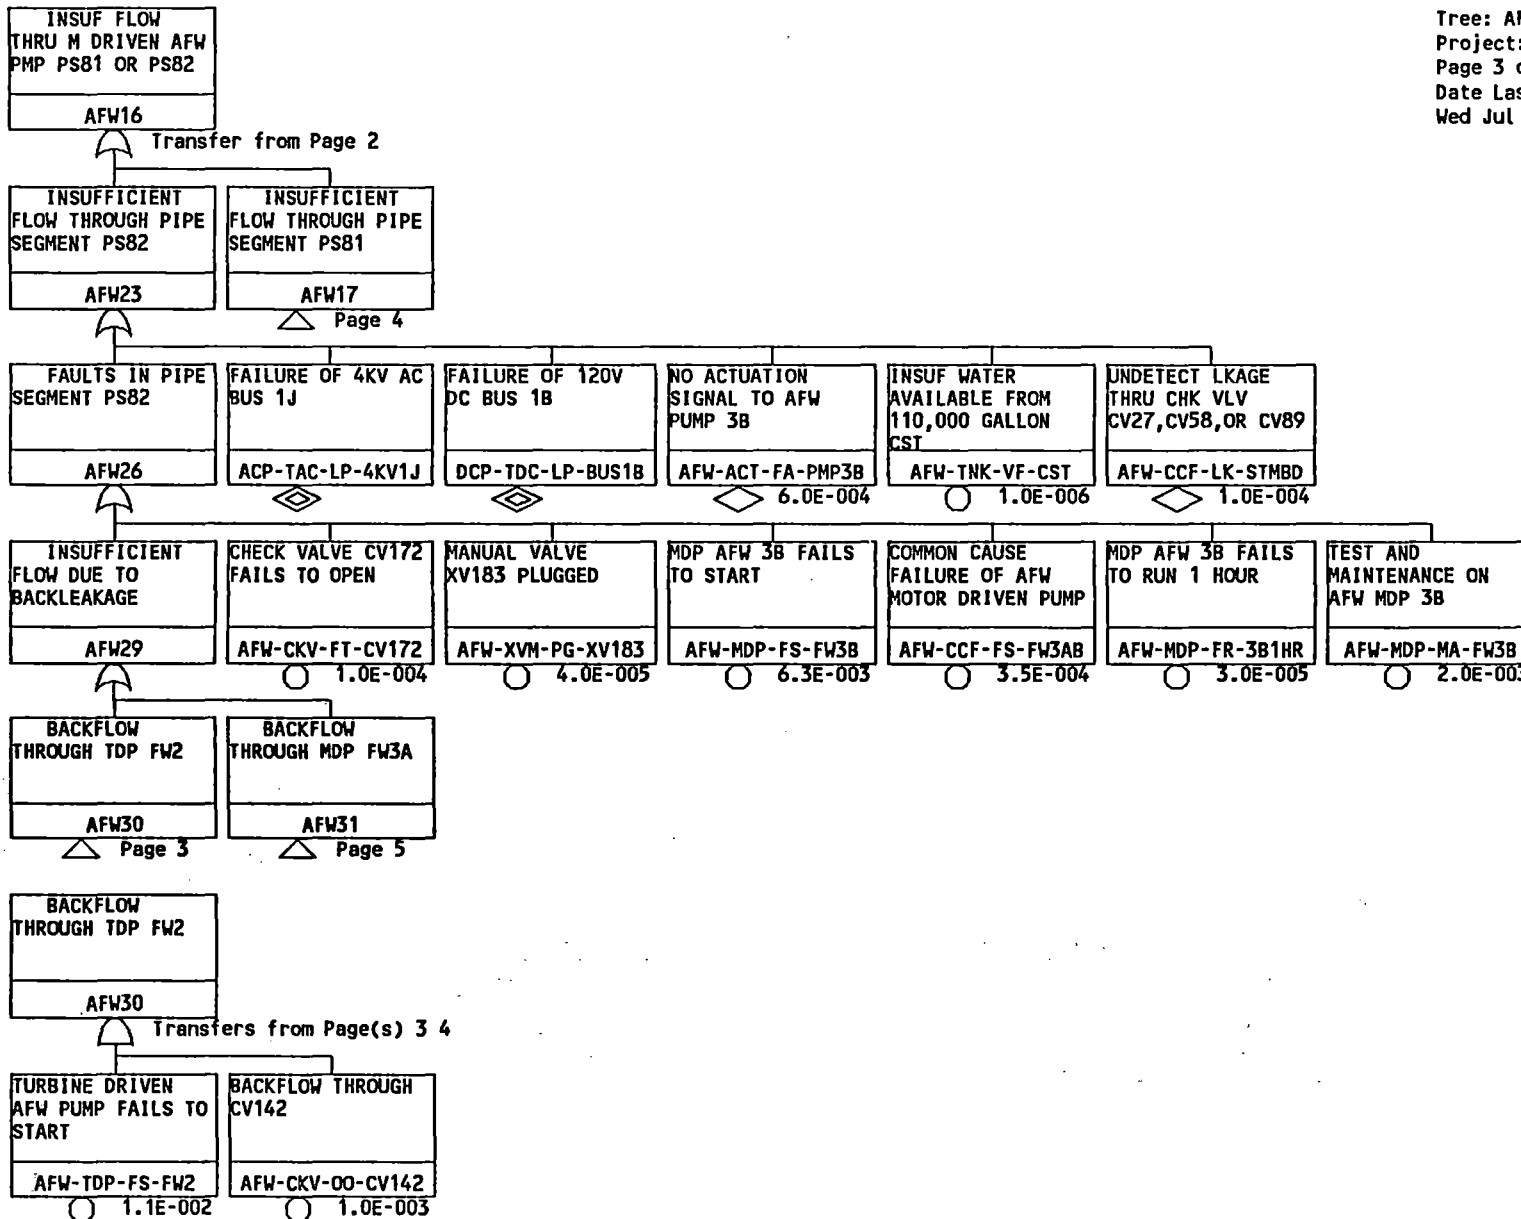 Tree: AF
Project:
Page 3 o
Date Las
Wed Jul
INSUF FLOW
THRU M DRIVEN AFW
PMP PS81 OR PS82
AFW16
Transfer from Page 2
INSUFFICIENT
FLOW THROUGH PIPE
SEGMENT PS82
AFW23
INSUFFICIENT
FLOW THROUGH PIPE
SEGMENT PS81
AFW17
Page 4
FAULTS IN PIPE
SEGMENT PS82
AFW26
FAILURE OF 4KV AC
BUS 1J
ACP-TAC-LP-4KV1J
FAILURE OF 120V
DC BUS 1B
DCP-TDC-LP-BUS1B
NO ACTUATION
SIGNAL TO AFW
PUMP 3B
AFW-ACT-FA-PMP3B
6.0E-004
INSUF WATER
AVAILABLE FROM
110,000 GALLON
CST
AFW-TNK-VF-CST
1.0E-006
UNDETECT LKAGE
THRU CHK VLV
CV27,CV58,OR CV89
AFW-CCF-LK-STMBD
1.0E-004
INSUFFICIENT
FLOW DUE TO
BACKLEAKAGE
AFW29
CHECK VALVE CV172
FAILS TO OPEN
AFW-CKV-FT-CV172
1.0E-004
MANUAL VALVE
XV183 PLUGGED
AFW-XVM-PG-XV183
4.0E-005
MDP AFW 3B FAILS
TO START
AFW-MDP-FS-FW3B
6.3E-003
COMMON CAUSE
FAILURE OF AFW
MOTOR DRIVEN PUMP
AFW-CCF-FS-FW3AB
3.5E-004
MDP AFW 3B FAILS
TO RUN 1 HOUR
AFW-MDP-FR-3B1HR
3.0E-005
TEST AND
MAINTENANCE ON
AFW MDP 3B
AFW-MDP-MA-FW3B
2.0E-003
BACKFLOW
THROUGH TDP FW2
AFW30
Page 3
BACKFLOW
THROUGH MDP FW3A
AFW31
Page 5
BACKFLOW
THROUGH TDP FW2
AFW30
Transfers from Page(s) 3 4
TURBINE DRIVEN
AFW PUMP FAILS TO
START
AFW-TDP-FS-FW2
1.1E-002
BACKFLOW THROUGH
CV142
AFW-CKV-OO-CV142
1.0E-003